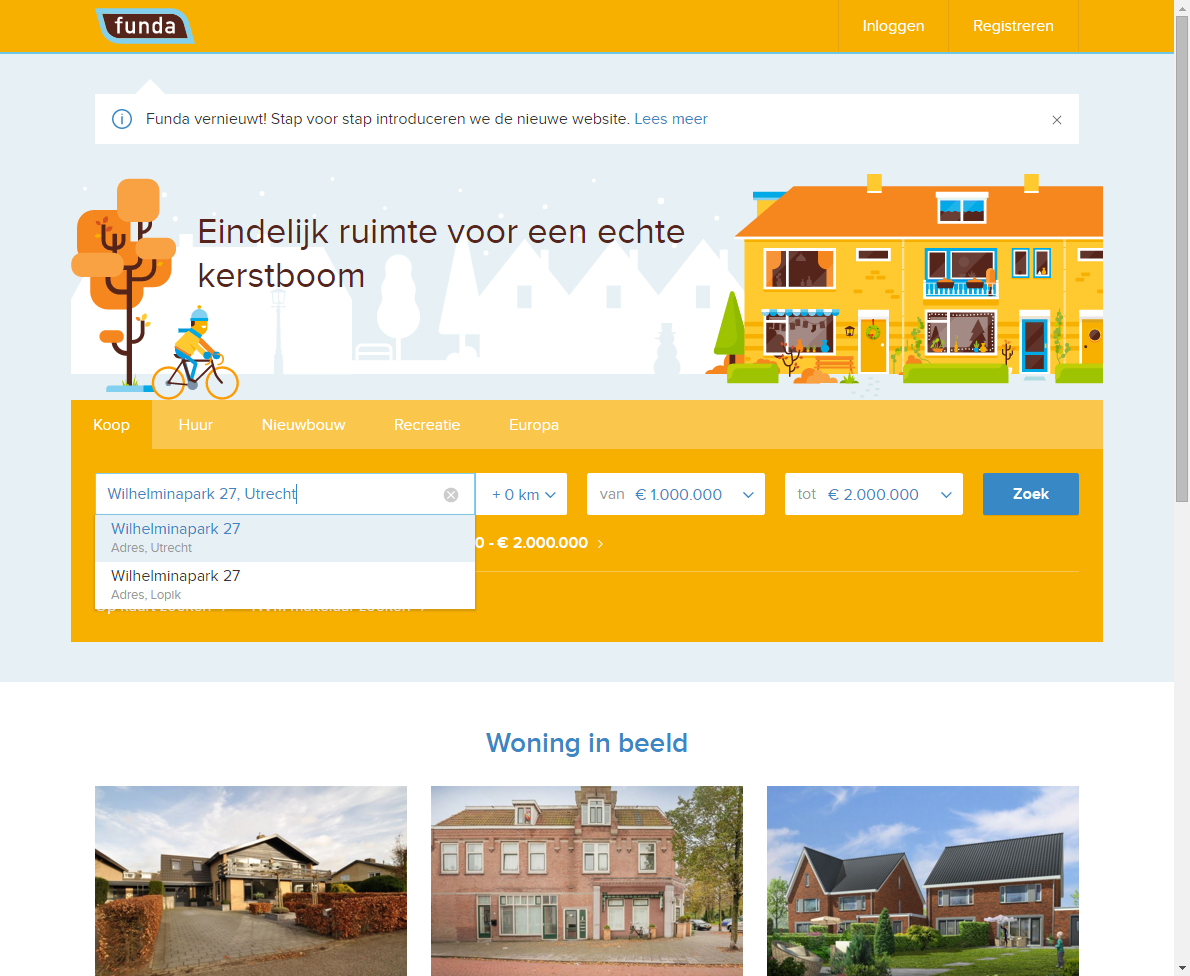 funda
Inloggen
Registreren
Funda vernieuwt! Stap voor stap introduceren we de nieuwe website. Lees meer
Eindelijk ruimte voor een echte
kerstboom
Koop
Huur
Nieuwbouw
Recreatie
Europa
Wilhelminapark 27, Utrecht
+ 0 km
van € 1.000.000
tot € 2.000.000
Zoek
Wilhelminapark 27
Adres, Utrecht
0 - € 2.000.000
Wilhelminapark 27
Adres, Lopik
Woning in beeld